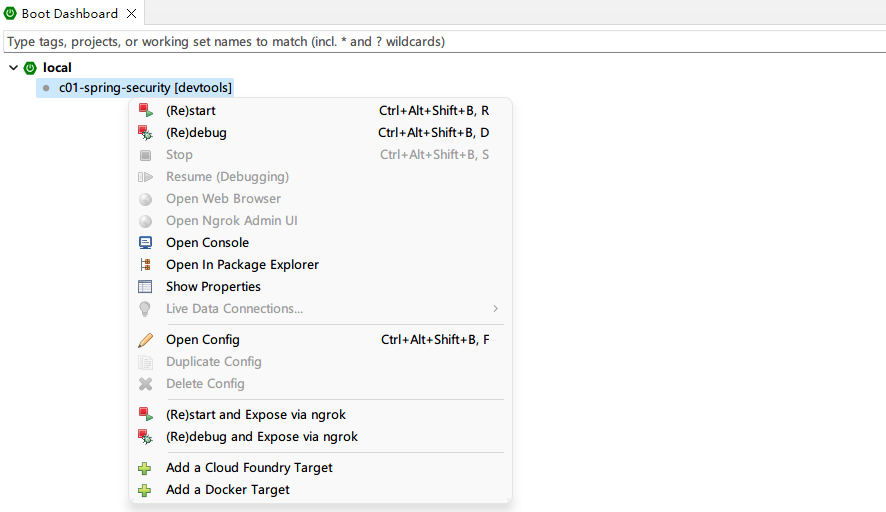 Boot Dashboard
Type tags, projects, or working set names to match (incl. * and ? wildcards)
local
c01-spring-security [devtools]
(Re)start Ctrl+Alt+Shift+B, R
(Re)debug Ctrl+Alt+Shift+B, D
Stop Ctrl+Alt+Shift+B, S
Resume (Debugging)
Open Web Browser
Open Ngrok Admin UI
Open Console
Open In Package Explorer
Show Properties
Live Data Connections...
Open Config Ctrl+Alt+Shift+B, F
Duplicate Config
Delete Config
(Re)start and Expose via ngrok
(Re)debug and Expose via ngrok
Add a Cloud Foundry Target
Add a Docker Target